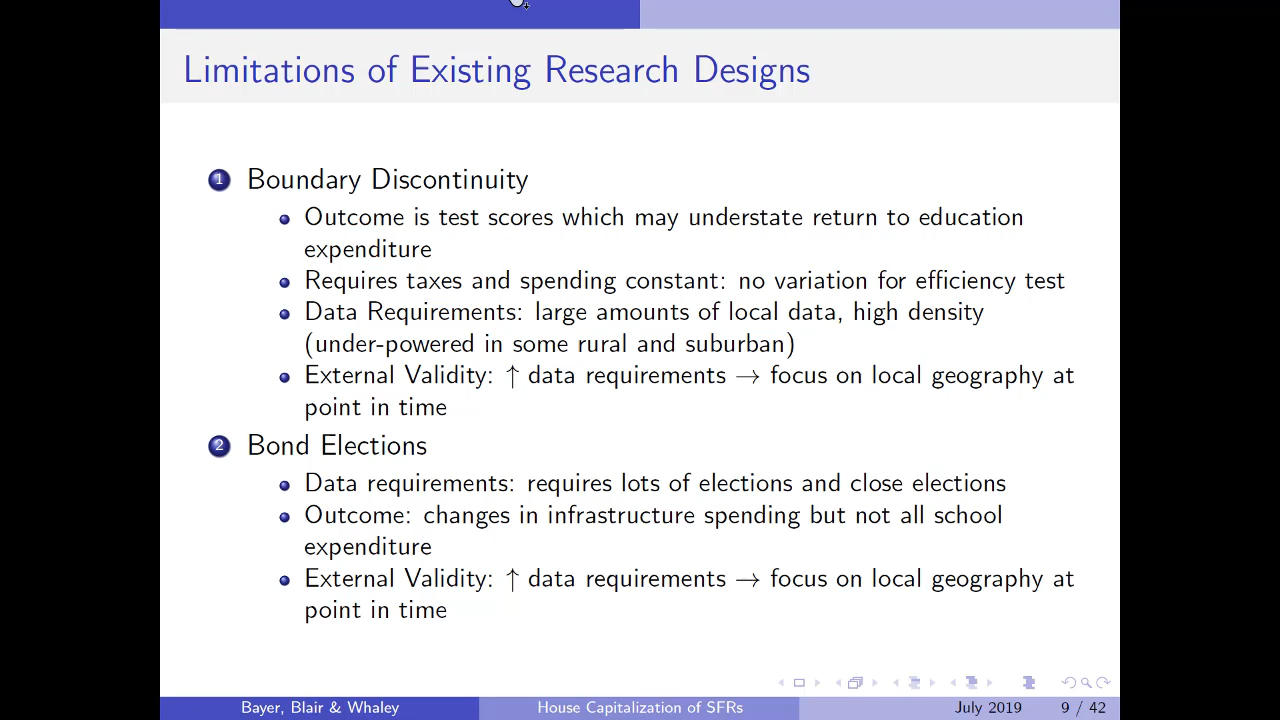 Limitations of Existing Research Designs
1 Boundary Discontinuity
Outcome is test scores which may understate return to education
expenditure
Requires taxes and spending constant: no variation for efficiency test
Data Requirements: large amounts of local data, high density
(under-powered in some rural and suburban)
External Validity: ↑ data requirements → focus on local geography at
point in time
2 Bond Elections
Data requirements: requires lots of elections and close elections
Outcome: changes in infrastructure spending but not all school
expenditure
External Validity: ↑ data requirements → focus on local geography at
point in time
Bayer, Blair & Whaley House Capitalization of SFRs July 2019 9 / 42